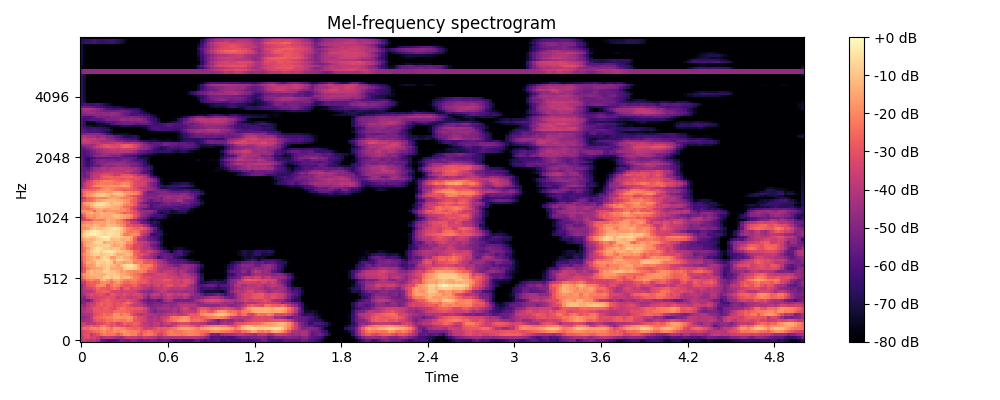 Mel-frequency spectrogram
Hz
4096
2048
1024
512
0
0 0.6 1.2 1.8 2.4 3 3.6 4.2 4.8
Time
+0 dB
-10 dB
-20 dB
-30 dB
-40 dB
-50 dB
-60 dB
-70 dB
-80 dB